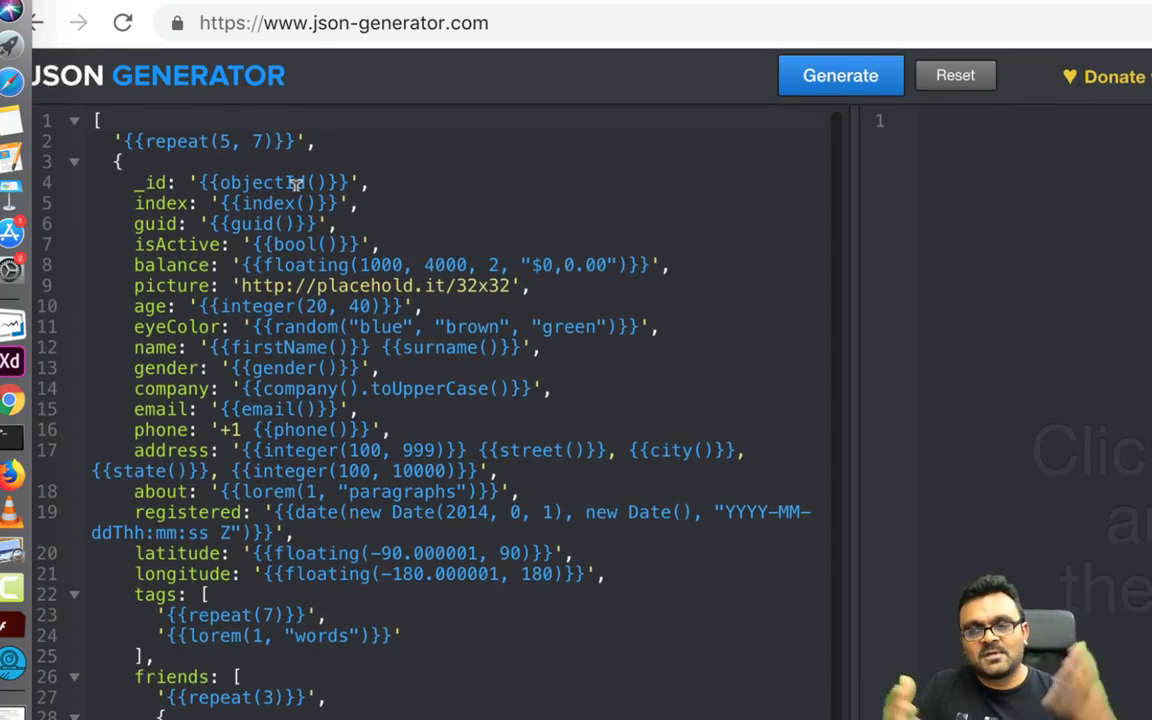 https://www.json-generator.com
JSON GENERATOR
Generate
Reset
Donate
1 [
2 '{{repeat(5, 7)}}',
3 {
4 _id: '{{objectId()}}',
5 index: '{{index()}}',
6 guid: '{{guid()}}',
7 isActive: '{{bool()}}',
8 balance: '{{floating(1000, 4000, 2, "$0,0.00")}}',
9 picture: 'http://placehold.it/32x32',
10 age: '{{integer(20, 40)}}',
11 eyeColor: '{{random("blue", "brown", "green")}}',
12 name: '{{firstName()}} {{surname()}}',
13 gender: '{{gender()}}',
14 company: '{{company().toUpperCase()}}',
15 email: '{{email()}}',
16 phone: '+1 {{phone()}}',
17 address: '{{integer(100, 999)}} {{street()}}, {{city()}},
{{state()}}, {{integer(100, 10000)}}',
18 about: '{{lorem(1, "paragraphs")}}',
19 registered: '{{date(new Date(2014, 0, 1), new Date(), "YYYY-MM-
ddThh:mm:ss Z")}}',
20 latitude: '{{floating(-90.000001, 90)}}',
21 longitude: '{{floating(-180.000001, 180)}}',
22 tags: [
23 '{{repeat(7)}}',
24 '{{lorem(1, "words")}}'
25 ],
26 friends: [
27 '{{repeat(3)}}',
28 {
1
Clic
a
the
Xd
1
2